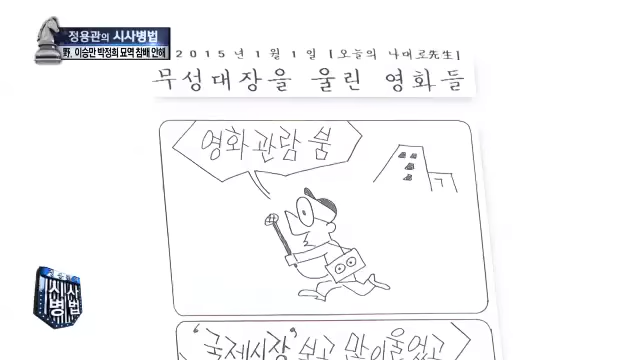 정용관의 시사병법
野, 이승만 박정희 묘역 참배 안해
2015년 1월 1일 [오늘의 나대로先生]
무성대장을 울린 영화들
영화관람 붐
시사병법
'국제시장' 보고 많이 울었고